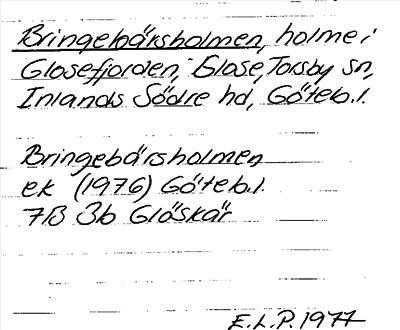 Bringebärsholmen, holme i
Glosefjorden, Glose, Torsby sn,
Inlands Södre hd, Göteb.l.
Bringebärsholmen
ek (1976) Göteb.l.
7B 3b Glöskär
E.L.P. 1977